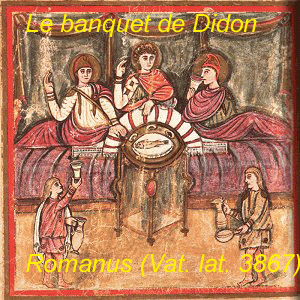 Le banquet de Didon
Romanus (Vat. lat. 3867)